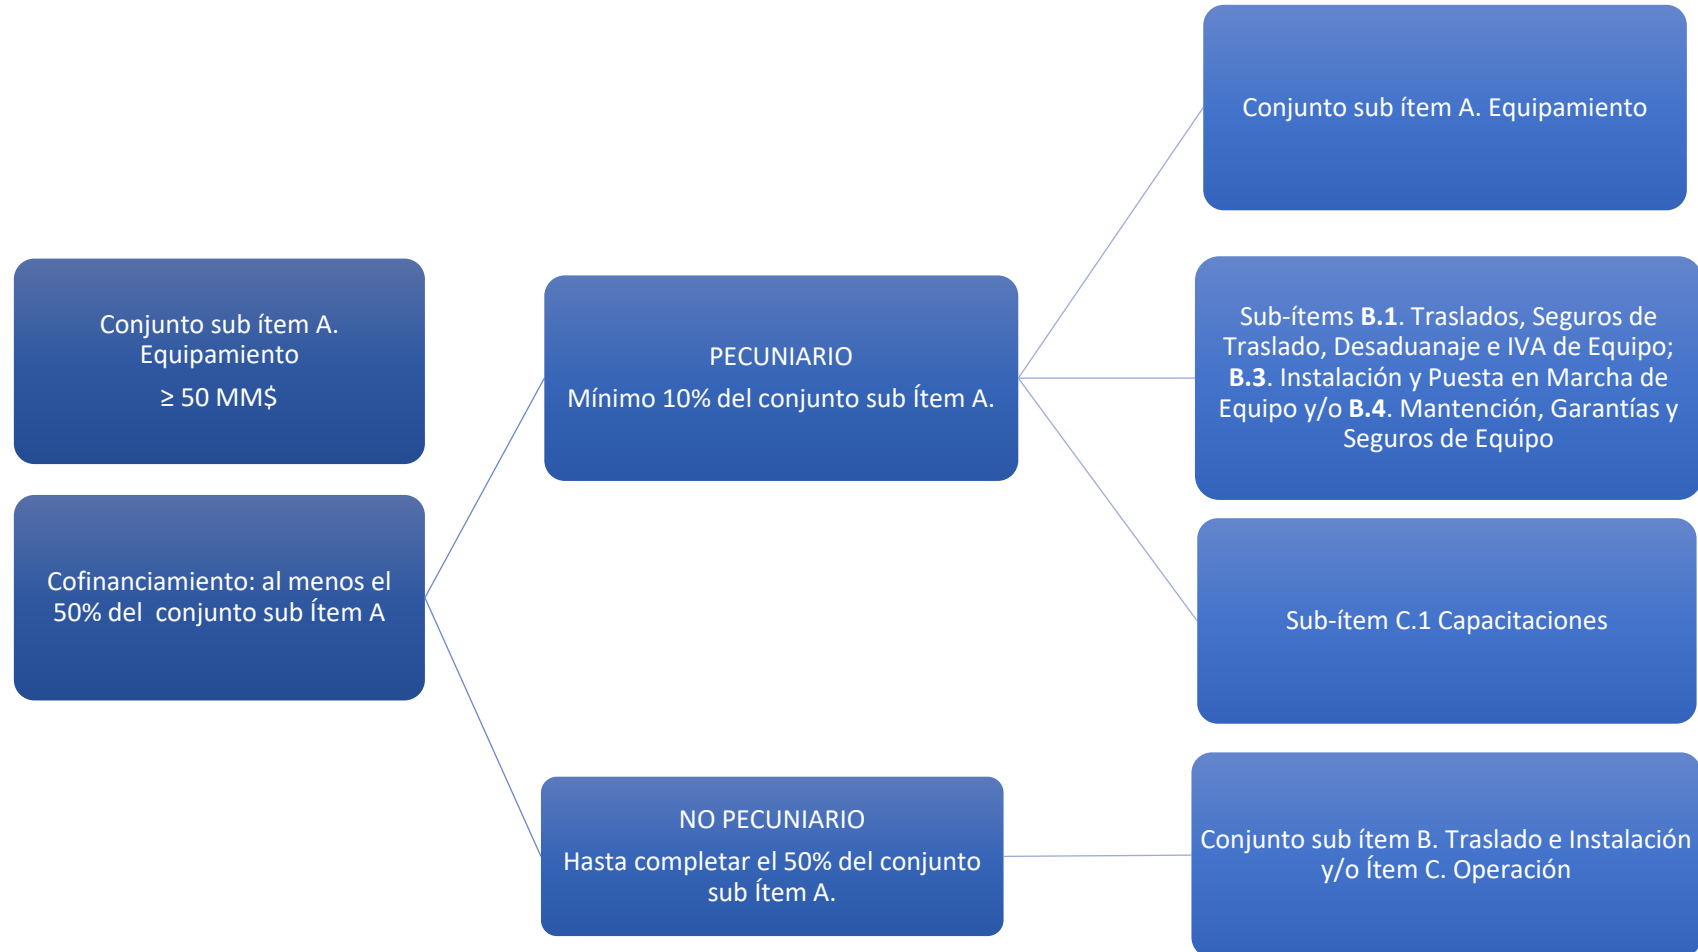 Conjunto sub ítem A.
Equipamiento
≥ 50 MM$
Cofinanciamiento: al menos el
50% del  conjunto sub Ítem A
PECUNIARIO
Mínimo 10% del conjunto sub Ítem A.
NO PECUNIARIO
Hasta completar el 50% del conjunto
sub Ítem A.
Conjunto sub ítem A. Equipamiento
Sub-ítems B.1. Traslados, Seguros de
Traslado, Desaduanaje e IVA de Equipo;
B.3. Instalación y Puesta en Marcha de
Equipo y/o B.4. Mantención, Garantías y
Seguros de Equipo
Sub-ítem C.1 Capacitaciones
Conjunto sub ítem B. Traslado e Instalación
y/o Ítem C. Operación